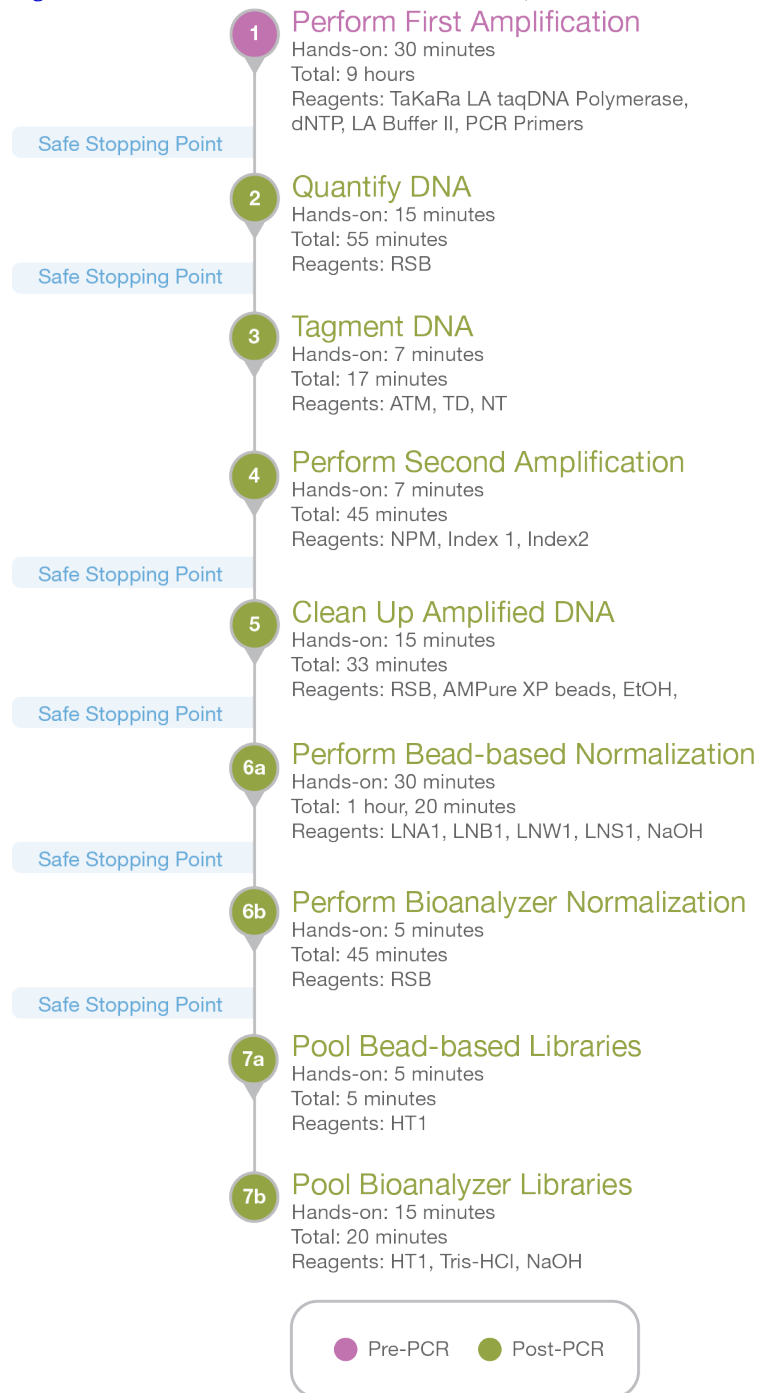 1
Perform First Amplification
Hands-on: 30 minutes
Total: 9 hours
Reagents: TaKaRa LA taqDNA Polymerase,
dNTP, LA Buffer II, PCR Primers
Safe Stopping Point
2
Quantify DNA
Hands-on: 15 minutes
Total: 55 minutes
Reagents: RSB
Safe Stopping Point
3
Tagment DNA
Hands-on: 7 minutes
Total: 17 minutes
Reagents: ATM, TD, NT
4
Perform Second Amplification
Hands-on: 7 minutes
Total: 45 minutes
Reagents: NPM, Index 1, Index2
Safe Stopping Point
5
Clean Up Amplified DNA
Hands-on: 15 minutes
Total: 33 minutes
Reagents: RSB, AMPure XP beads, EtOH,
Safe Stopping Point
6a
Perform Bead-based Normalization
Hands-on: 30 minutes
Total: 1 hour, 20 minutes
Reagents: LNA1, LNB1, LNW1, LNS1, NaOH
Safe Stopping Point
6b
Perform Bioanalyzer Normalization
Hands-on: 5 minutes
Total: 45 minutes
Reagents: RSB
Safe Stopping Point
7a
Pool Bead-based Libraries
Hands-on: 5 minutes
Total: 5 minutes
Reagents: HT1
7b
Pool Bioanalyzer Libraries
Hands-on: 15 minutes
Total: 20 minutes
Reagents: HT1, Tris-HCl, NaOH
Pre-PCR
Post-PCR